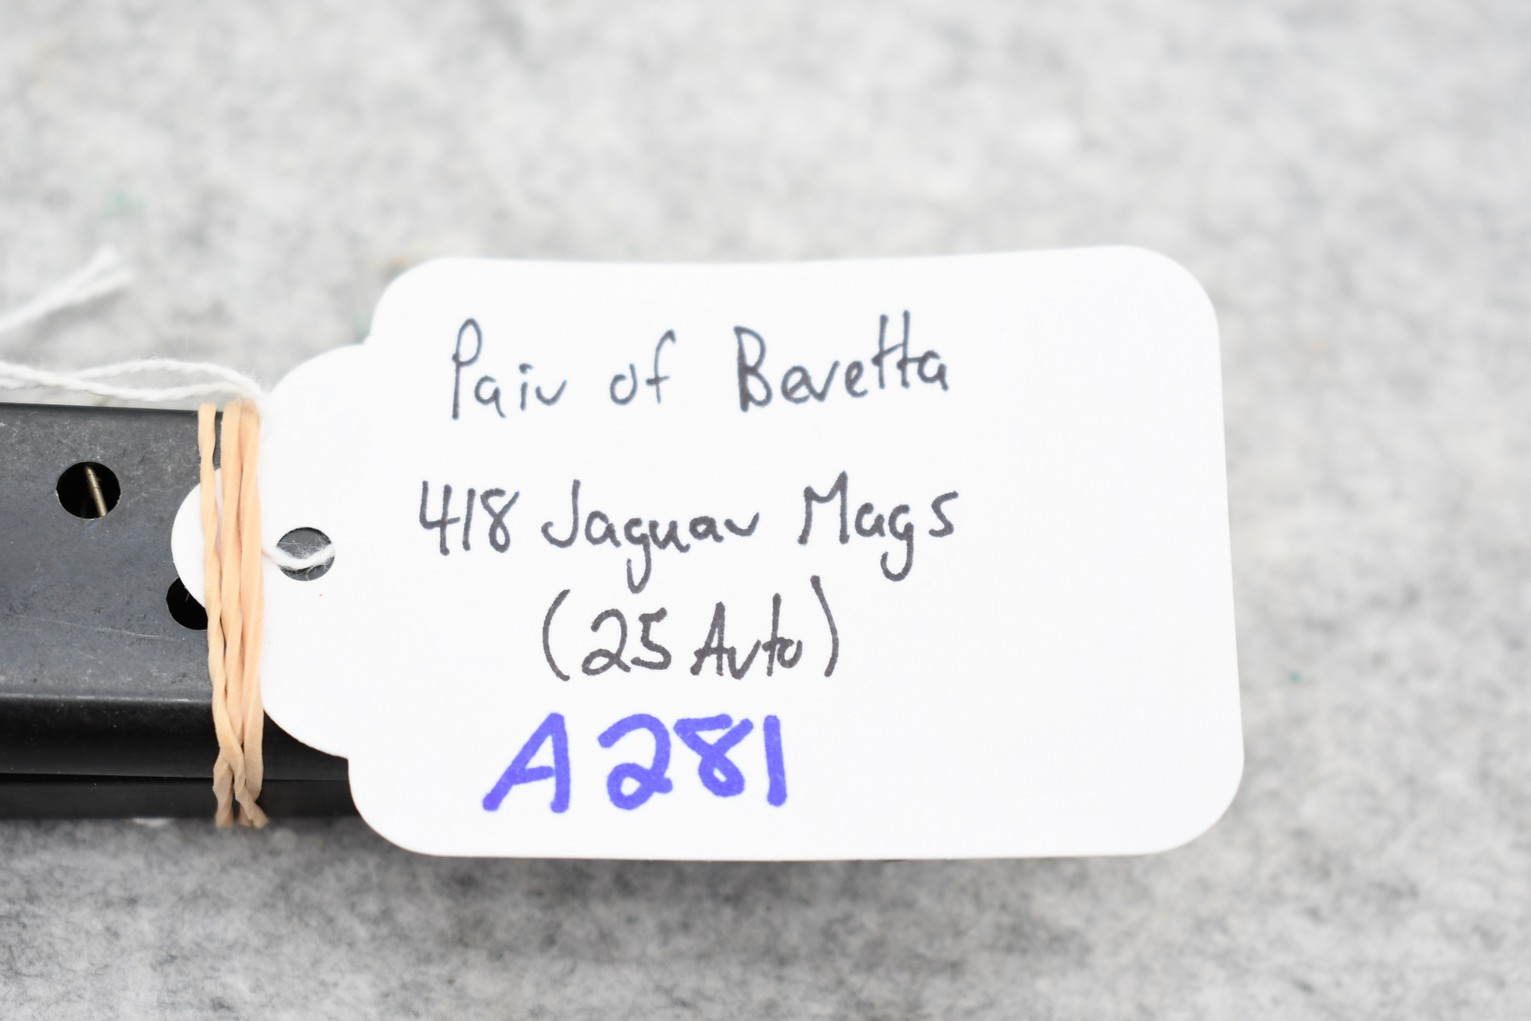 Pair of Beretta
418 Jaguar Mags
(25 Auto)
A281